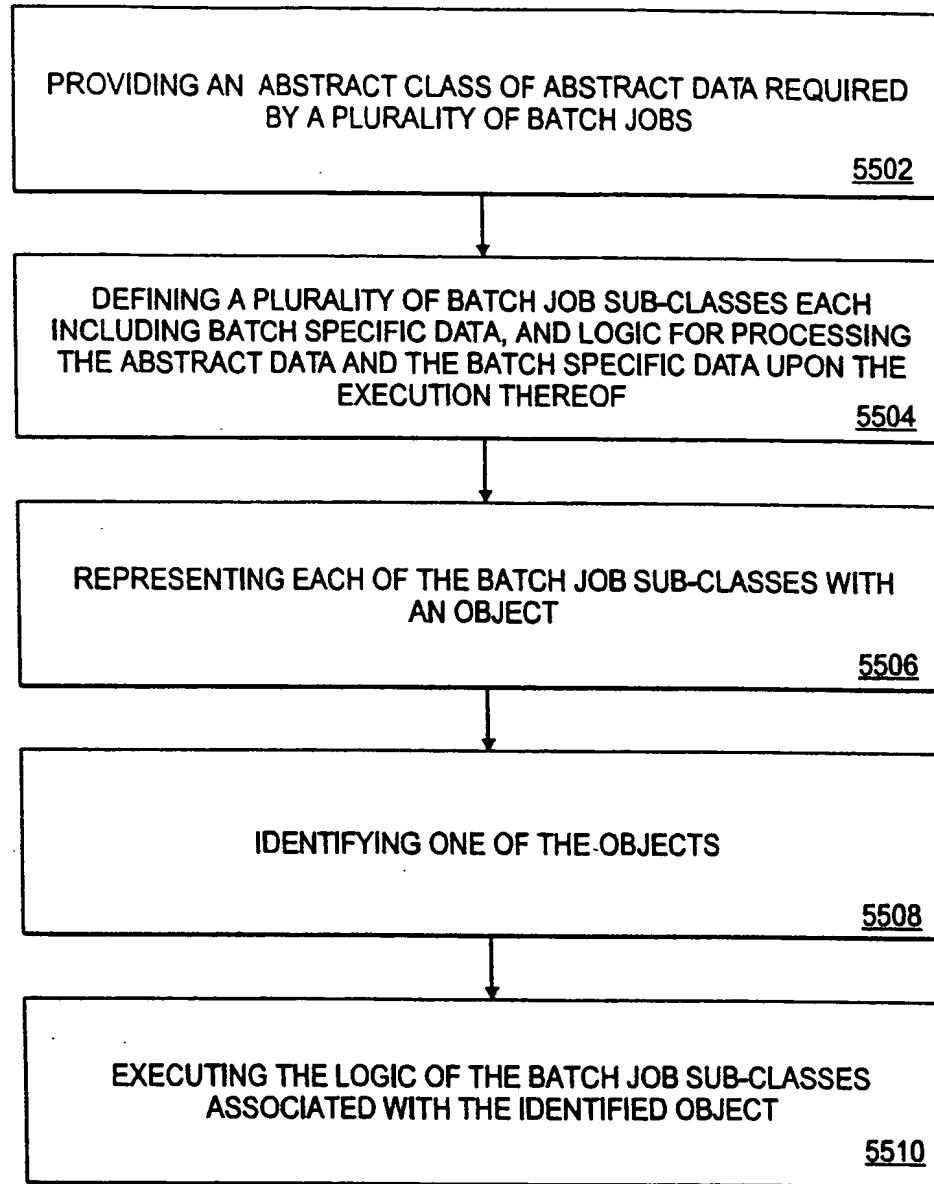 PROVIDING AN ABSTRACT CLASS OF ABSTRACT DATA REQUIRED
BY A PLURALITY OF BATCH JOBS
5502
DEFINING A PLURALITY OF BATCH JOB SUB-CLASSES EACH
INCLUDING BATCH SPECIFIC DATA, AND LOGIC FOR PROCESSING
THE ABSTRACT DATA AND THE BATCH SPECIFIC DATA UPON THE
EXECUTION THEREOF
5504
REPRESENTING EACH OF THE BATCH JOB SUB-CLASSES WITH
AN OBJECT
5506
IDENTIFYING ONE OF THE OBJECTS
5508
EXECUTING THE LOGIC OF THE BATCH JOB SUB-CLASSES
ASSOCIATED WITH THE IDENTIFIED OBJECT
5510